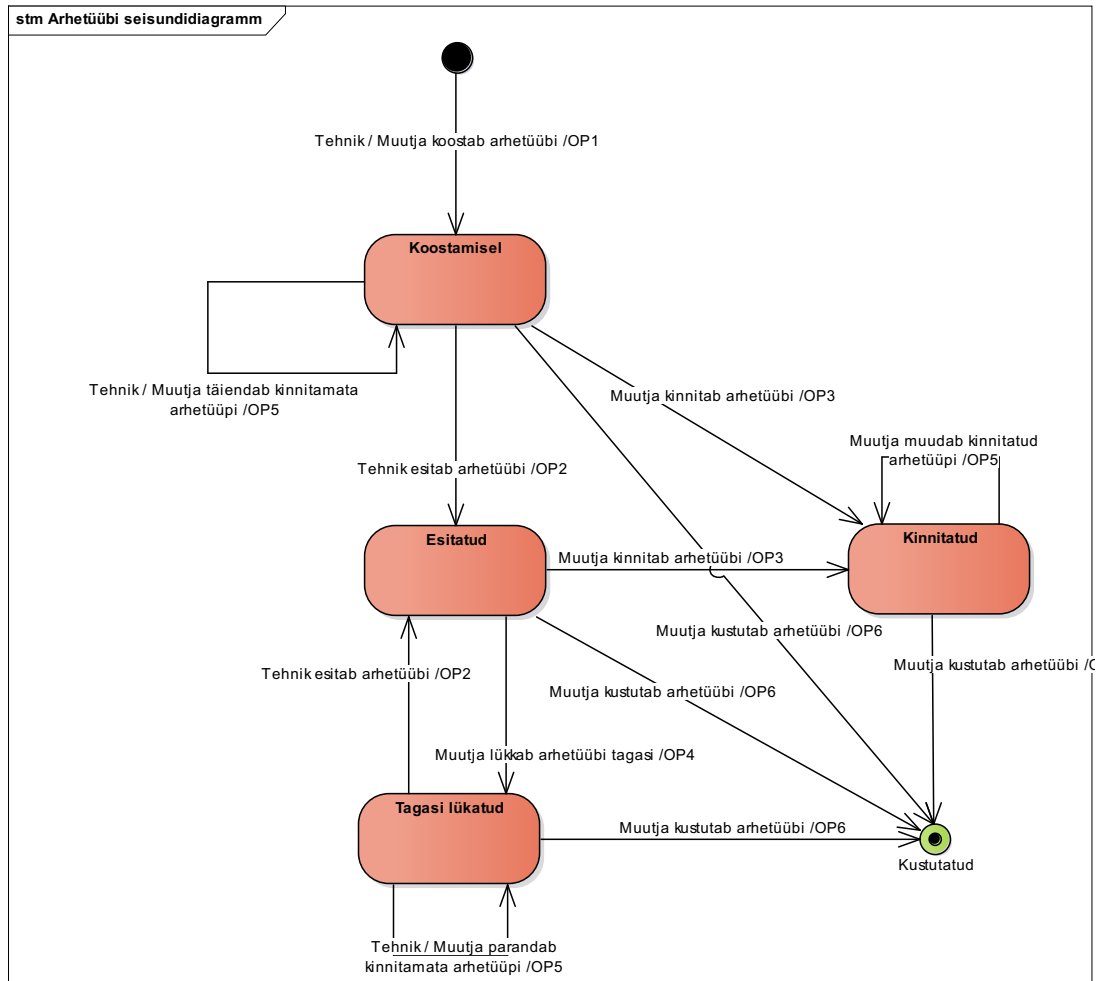 stm Arhetüübi seisundidiagramm
Tehnik / Muutja koostab arhetüübi /OP1
Koostamisel
Tehnik / Muutja täiendab kinnitamata
arhetüüpi /OP5
Muutja kinnitab arhetüübi /OP3
Muutja muudab kinnitatud
arhetüüpi /OP5
Tehnik esitab arhetüübi /OP2
Esitatud
Kinnitatud
Muutja kinnitab arhetüübi /OP3
Muutja kustutab arhetüübi /OP6
Muutja kustutab arhetüübi /O
Tehnik esitab arhetüübi /OP2
Muutja kustutab arhetüübi /OP6
Muutja lükkab arhetüübi tagasi /OP4
Tagasi lükatud
Muutja kustutab arhetüübi /OP6
Kustutatud
Tehnik / Muutja parandab
kinnitamata arhetüüpi /OP5